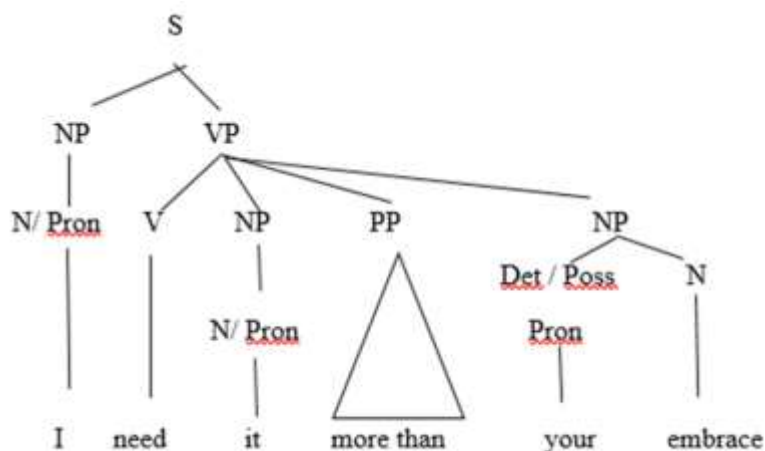 S
NP VP
N/ Pron V NP PP NP
Det / Poss N
N/ Pron Pron
I need it more than your embrace